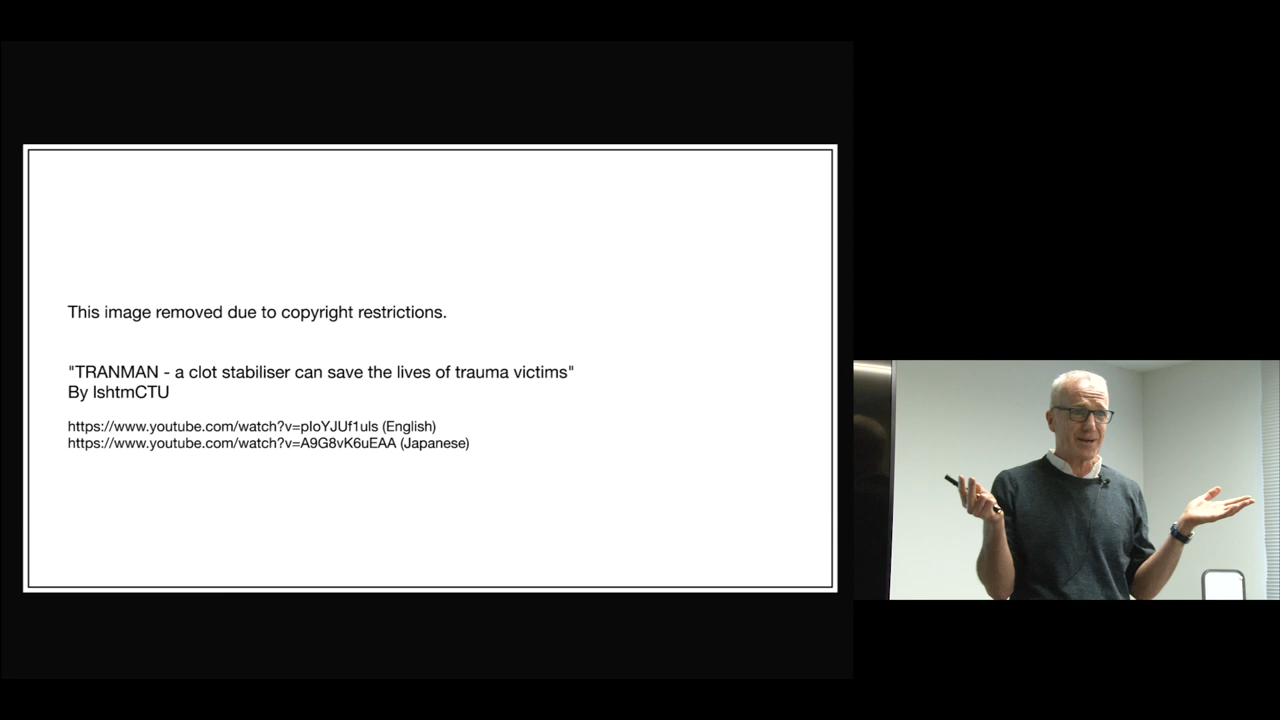 This image removed due to copyright restrictions.
"TRANMAN - a clot stabiliser can save the lives of trauma victims"
By lshtmCTU
https://www.youtube.com/watch?v=pIoYJUf1uIs (English)
https://www.youtube.com/watch?v=A9G8vK6uEAA (Japanese)